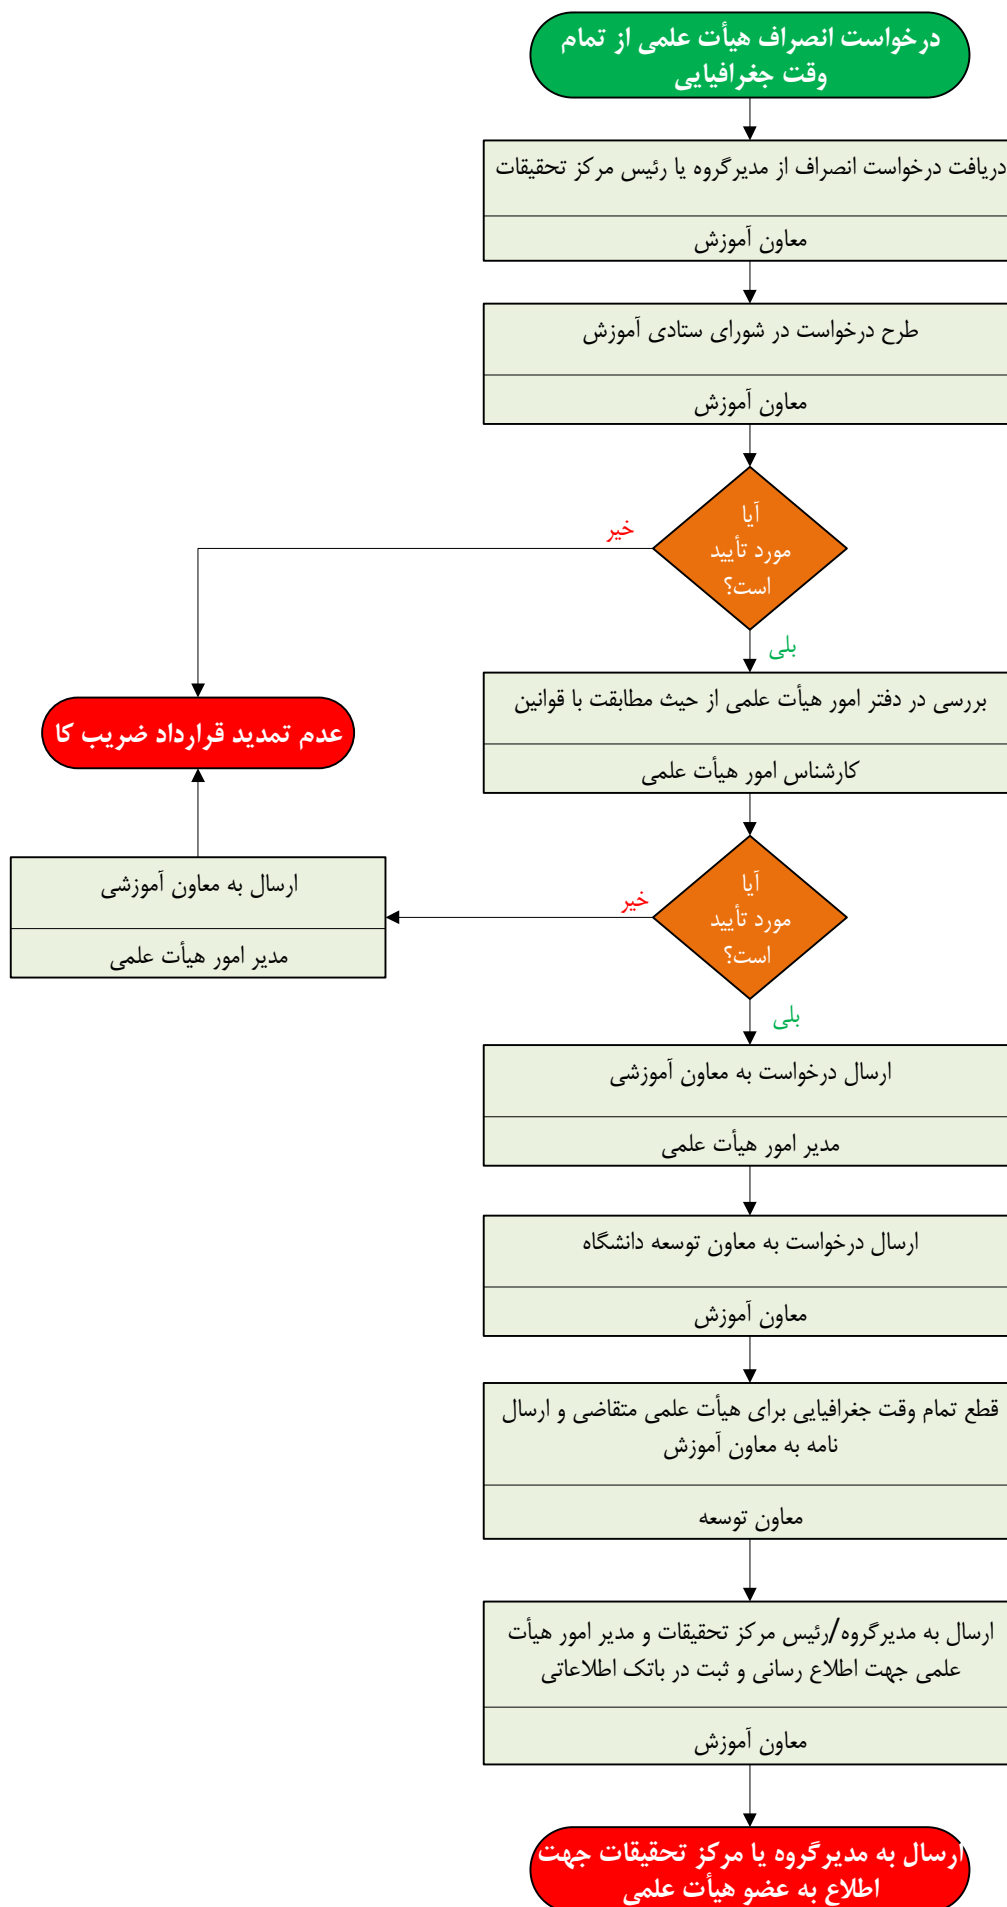 درخواست انصراف هیأت علمی از تمام
وقت جغرافیایی
دریافت درخواست انصراف از مدیرگروه یا رئیس مرکز تحقیقات
معاون آموزش
طرح درخواست در شورای ستادی آموزش
معاون آموزش
آیا
مورد تأیید
است؟
خیر
بلی
بررسی در دفتر امور هیأت علمی از حیث مطابقت با قوانین
کارشناس امور هیأت علمی
عدم تمدید قرارداد ضریب کا
آیا
مورد تأیید
است؟
خیر
ارسال به معاون آموزشی
مدیر امور هیأت علمی
بلی
ارسال درخواست به معاون آموزشی
مدیر امور هیأت علمی
ارسال درخواست به معاون توسعه دانشگاه
معاون آموزش
قطع تمام وقت جغرافیایی برای هیأت علمی متقاضی و ارسال
نامه به معاون آموزش
معاون توسعه
ارسال به مدیرگروه/رئیس مرکز تحقیقات و مدیر امور هیأت
علمی جهت اطلاع رسانی و ثبت در باتک اطلاعاتی
معاون آموزش
ارسال به مدیرگروه یا مرکز تحقیقات جهت
اطلاع به عضو هیأت علمی